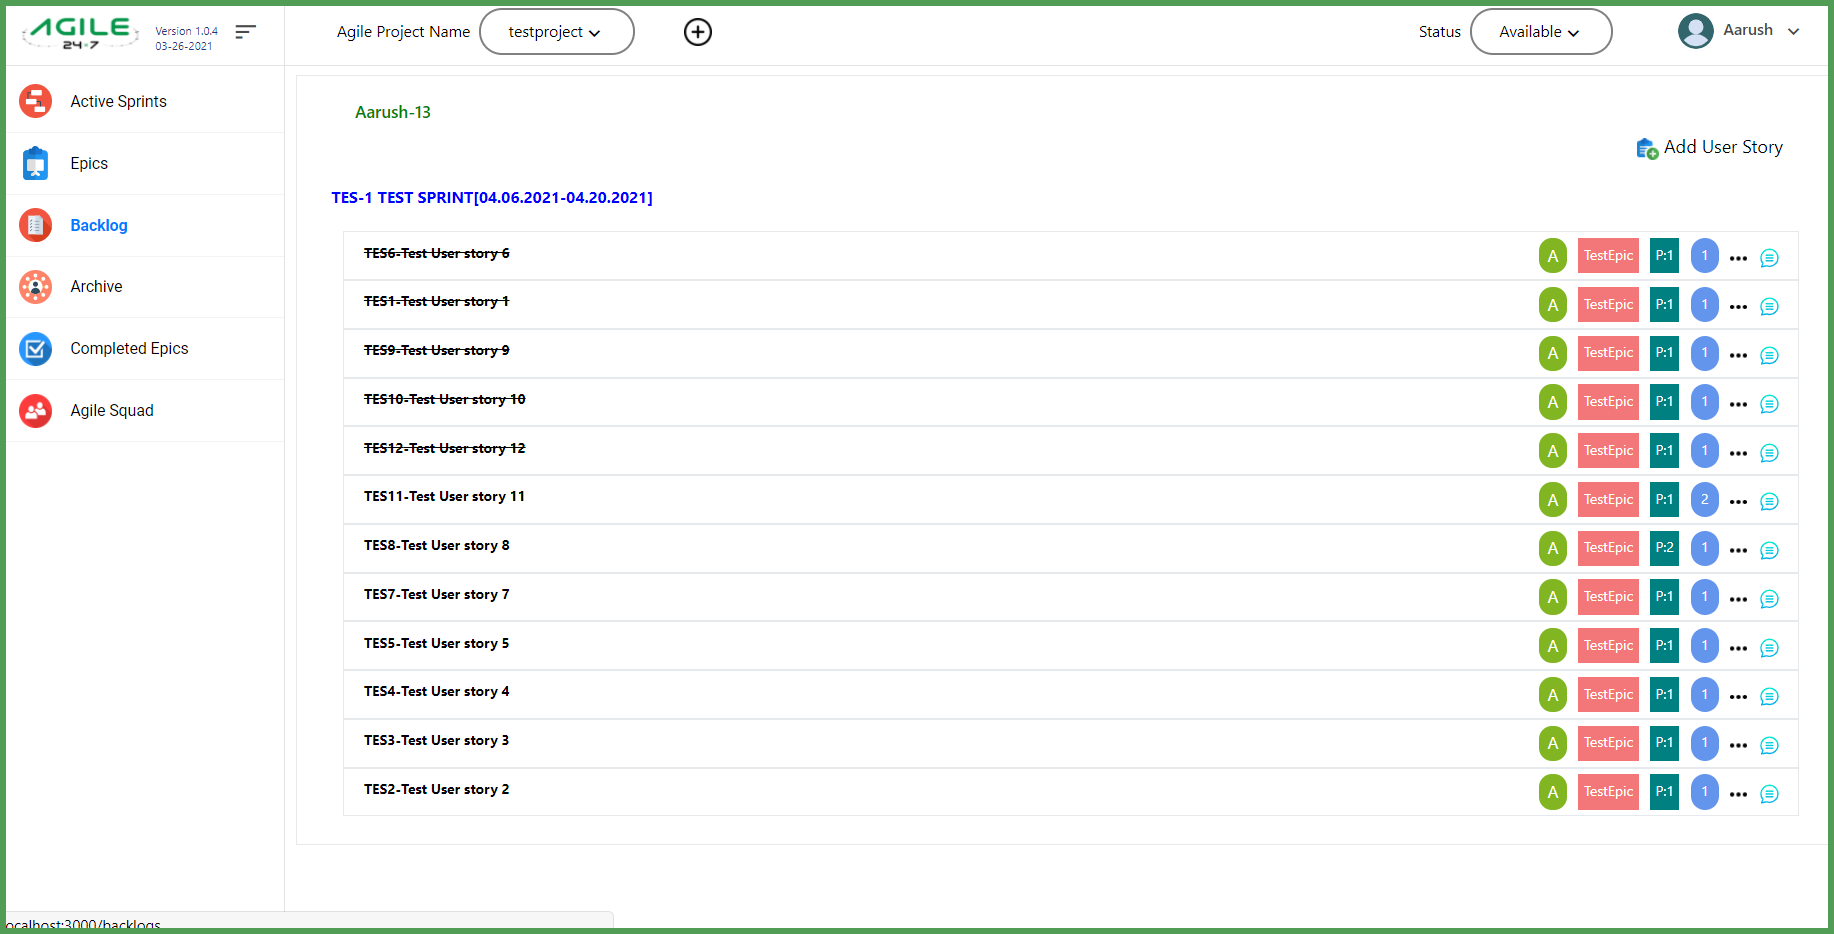 AGILE
24×7
Version 1.0.4
03-26-2021
Agile Project Name
testproject
Status
Available
Aarush
Active Sprints
Epics
Backlog
Archive
Completed Epics
Agile Squad
Aarush-13
Add User Story
TES-1 TEST SPRINT[04.06.2021-04.20.2021]
TES6-Test User story 6 A TestEpic P:1 1
TES1-Test User story 1 A TestEpic P:1 1
TES9-Test User story 9 A TestEpic P:1 1
TES10-Test User story 10 A TestEpic P:1 1
TES12-Test User story 12 A TestEpic P:1 1
TES11-Test User story 11 A TestEpic P:1 2
TES8-Test User story 8 A TestEpic P:2 1
TES7-Test User story 7 A TestEpic P:1 1
TES5-Test User story 5 A TestEpic P:1 1
TES4-Test User story 4 A TestEpic P:1 1
TES3-Test User story 3 A TestEpic P:1 1
TES2-Test User story 2 A TestEpic P:1 1
ocalhost:3000/backlogs